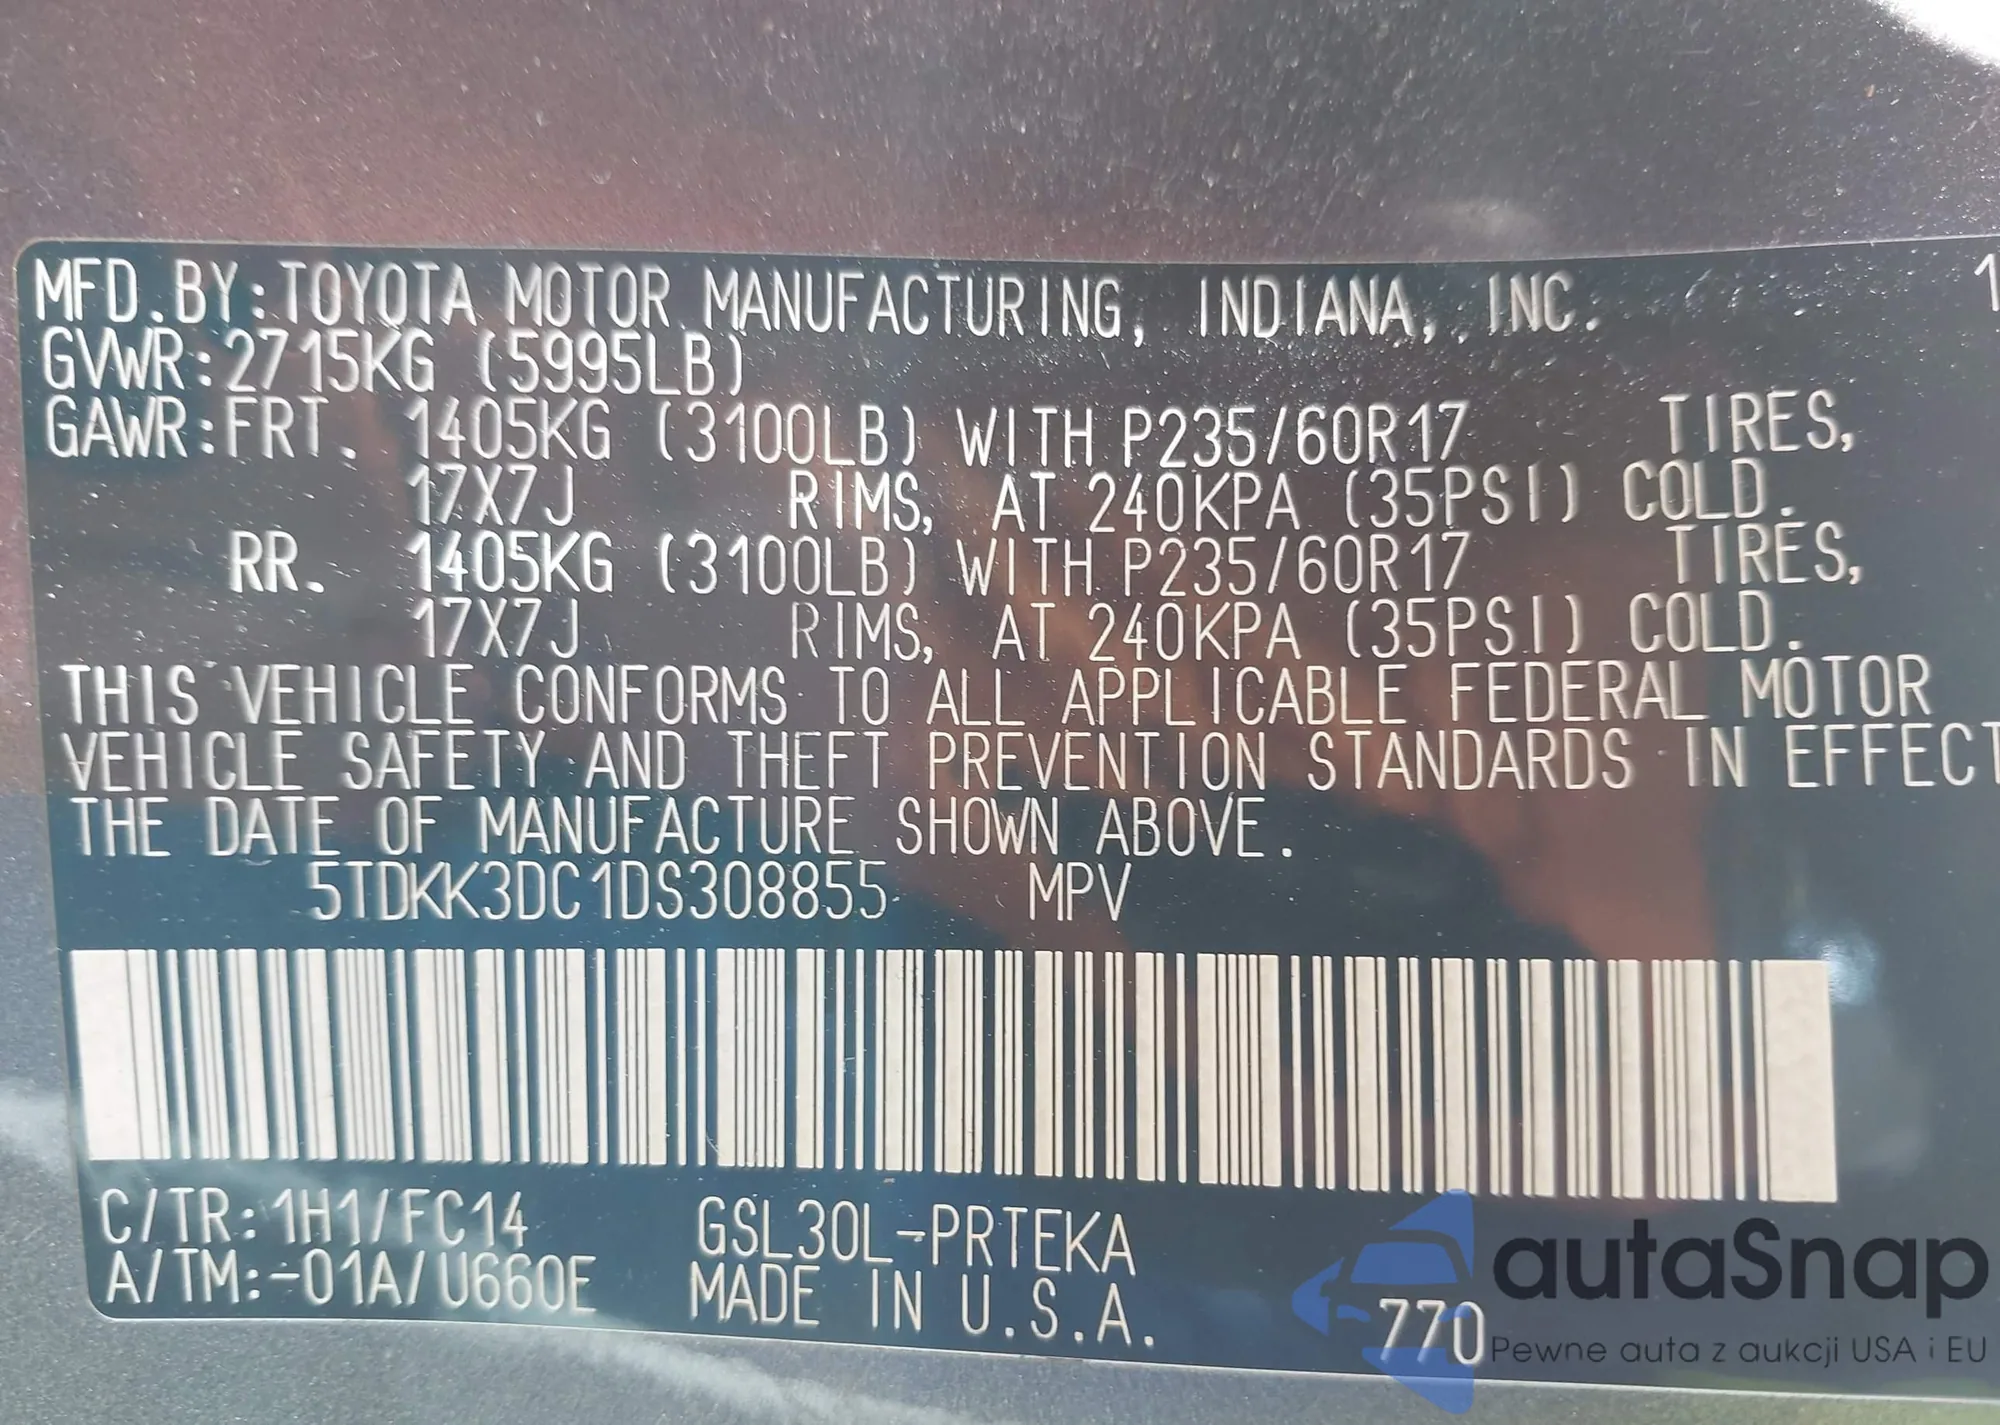 MFD.BY:TOYOTA MOTOR MANUFACTURING, INDIANA, INC. 1
GVWR:2715KG (5995LB)
GAWR:FRT. 1405KG (3100LB) WITH P235/60R17 TIRES,
17X7J RIMS, AT 240KPA (35PSI) COLD.
RR. 1405KG (3100LB) WITH P235/60R17 TIRES,
17X7J RIMS, AT 240KPA (35PSI) COLD.
THIS VEHICLE CONFORMS TO ALL APPLICABLE FEDERAL MOTOR
VEHICLE SAFETY AND THEFT PREVENTION STANDARDS IN EFFECT
THE DATE OF MANUFACTURE SHOWN ABOVE.
5TDKK3DC1DS308855 MPV
C/TR:1H1/FC14 GSL30L-PRTEKA
A/TM:-01A/U660E MADE IN U.S.A. 770
autaSnap
Pewne auta z aukcji USA i EU